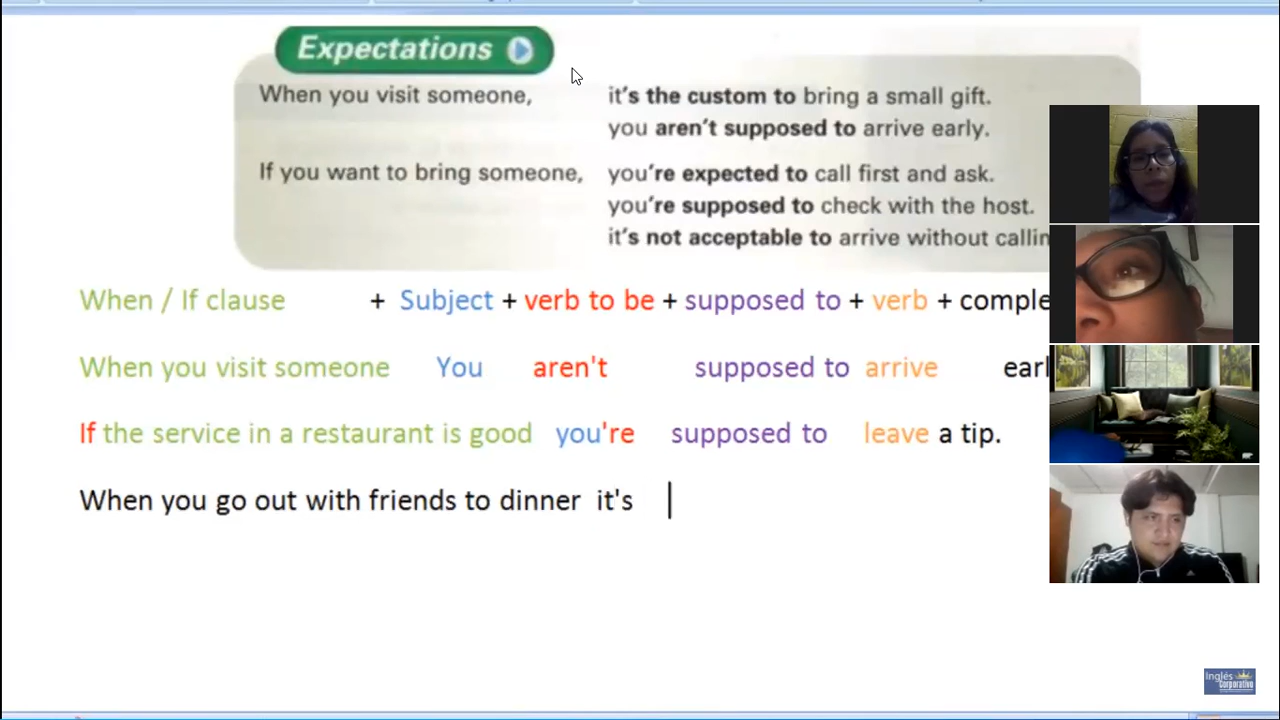 Expectations
When you visit someone, it's the custom to bring a small gift.
you aren't supposed to arrive early.
If you want to bring someone, you're expected to call first and ask.
you're supposed to check with the host.
it's not acceptable to arrive without callin
When / If clause + Subject + verb to be + supposed to + verb + comple
When you visit someone You aren't supposed to arrive earl
If the service in a restaurant is good you're supposed to leave a tip.
When you go out with friends to dinner it's
Inglés
Corporativo